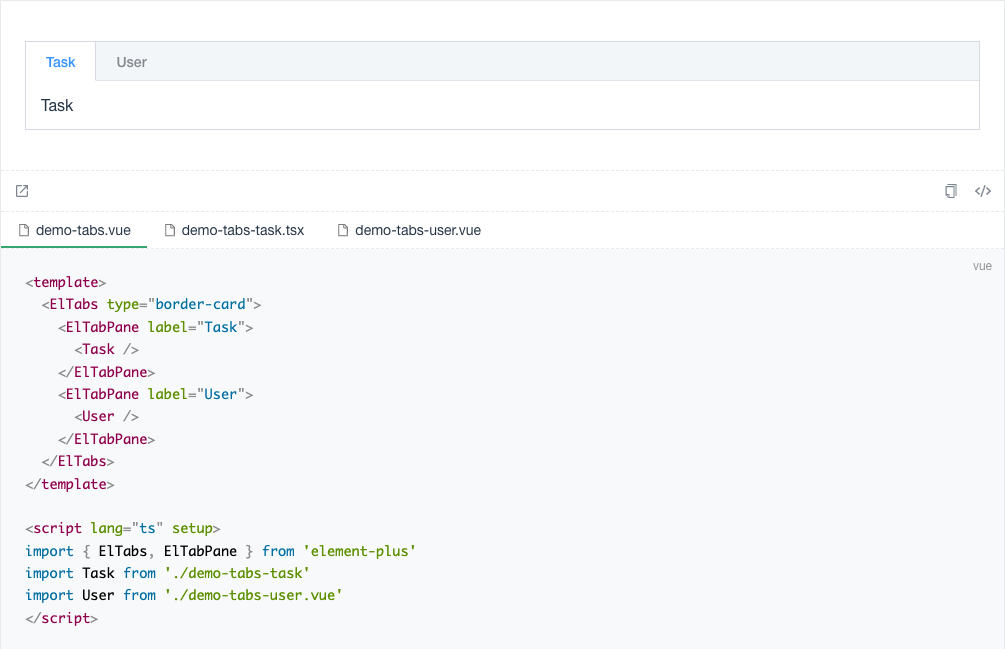 Task User
Task
demo-tabs.vue demo-tabs-task.tsx demo-tabs-user.vue
vue
<template>
  <ElTabs type="border-card">
    <ElTabPane label="Task">
      <Task />
    </ElTabPane>
    <ElTabPane label="User">
      <User />
    </ElTabPane>
  </ElTabs>
</template>

<script lang="ts" setup>
import { ElTabs, ElTabPane } from 'element-plus'
import Task from './demo-tabs-task'
import User from './demo-tabs-user.vue'
</script>